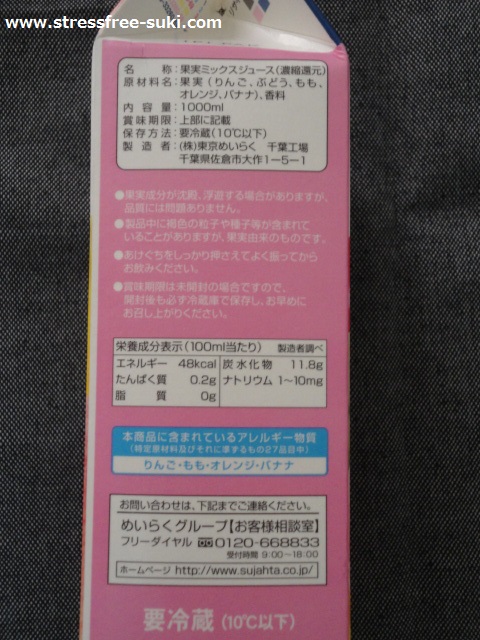 www.stressfree-suki.com
名称:果実ミックスジュース(濃縮還元)
原材料名:果実(りんご、ぶどう、もも、
オレンジ、バナナ)、香料
内容量:1000ml
賞味期限:上部に記載
保存方法:要冷蔵(10℃以下)
製造者:(株)東京めいらく 千葉工場
千葉県佐倉市大作1-5-1
●果実成分が沈殿、浮遊する場合がありますが、
品質には問題ありません。
●製品中に褐色の粒子や種子等が含まれて
いることがありますが、果実由来のものです。
●あけぐちをしっかり押さえてよく振ってから
お飲みください。
●賞味期限は未開封の場合ですので、
開封後も必ず冷蔵庫で保存し、お早めに
お召し上がりください。
栄養成分表示(100ml当たり) 製造者調べ
エネルギー 48kcal 炭水化物 11.8g
たんぱく質 0.2g ナトリウム 1~10mg
脂質 0g
本商品に含まれているアレルギー物質
(特定原材料及びそれに準ずるもの27品目中)
りんご・もも・オレンジ・バナナ
お問い合わせは、下記までご連絡ください。
めいらくグループ【お客様相談室】
フリーダイヤル 0120-668833
受付時間 9:00~18:00
ホームページ http://www.sujahta.co.jp/
要冷蔵(10℃以下)